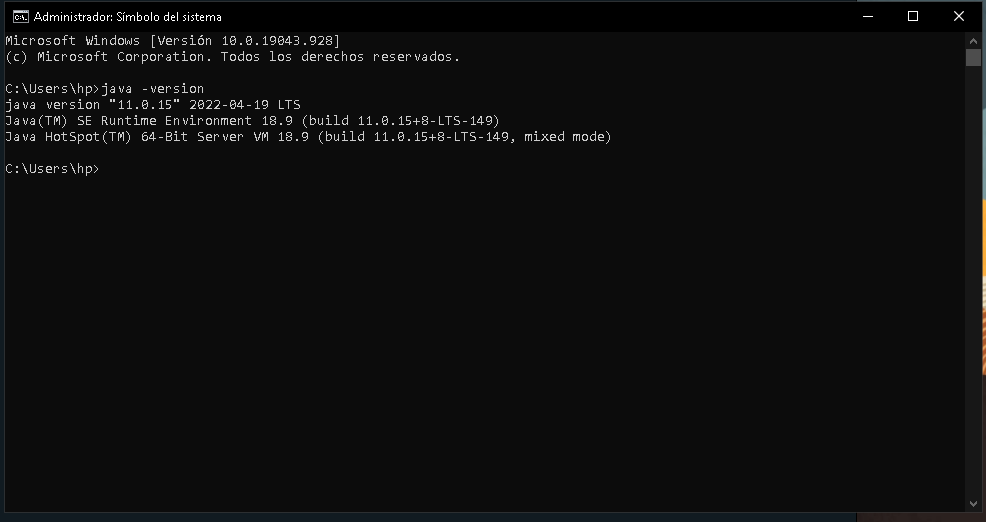 Administrador: Símbolo del sistema
Microsoft Windows [Versión 10.0.19043.928]
(c) Microsoft Corporation. Todos los derechos reservados.
C:\Users\hp>java -version
java version "11.0.15" 2022-04-19 LTS
Java(TM) SE Runtime Environment 18.9 (build 11.0.15+8-LTS-149)
Java HotSpot(TM) 64-Bit Server VM 18.9 (build 11.0.15+8-LTS-149, mixed mode)
C:\Users\hp>